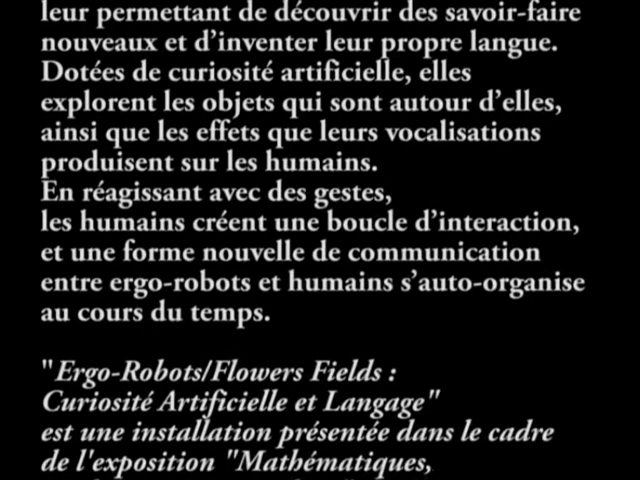 leur permettant de découvrir des savoir-faire
nouveaux et d’inventer leur propre langue.
Dotées de curiosité artificielle, elles
explorent les objets qui sont autour d’elles,
ainsi que les effets que leurs vocalisations
produisent sur les humains.
En réagissant avec des gestes,
les humains créent une boucle d’interaction,
et une forme nouvelle de communication
entre ergo-robots et humains s’auto-organise
au cours du temps.
"Ergo-Robots/Flowers Fields :
Curiosité Artificielle et Langage"
est une installation présentée dans le cadre
de l'exposition "Mathématiques,